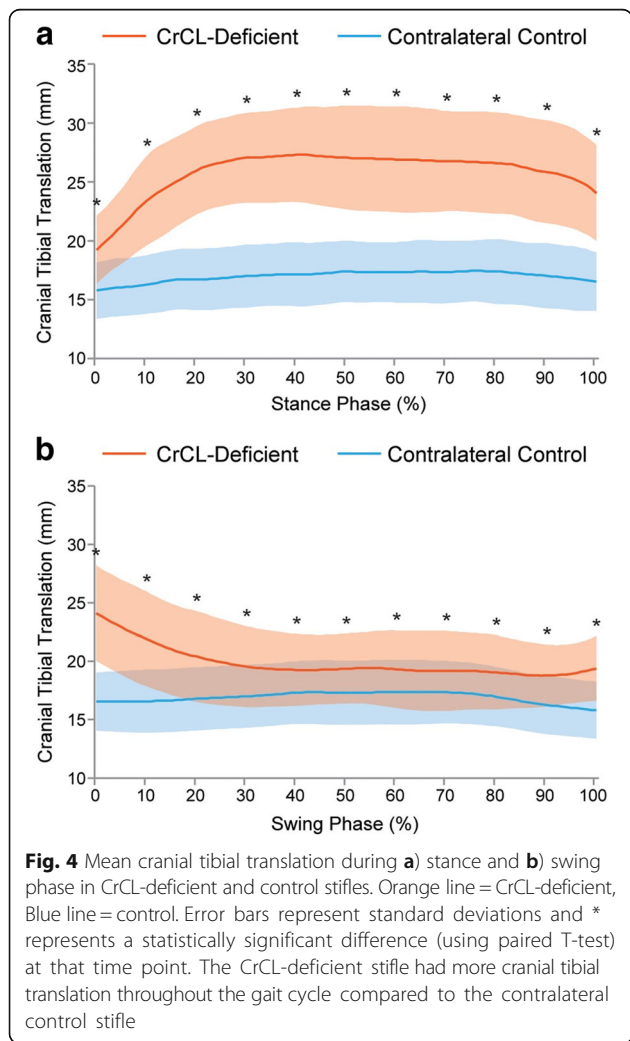 a
CrCL-Deficient Contralateral Control
35
30
25
20
15
10
Cranial Tibial Translation (mm)
* * * * * * * * * * *
0 10 20 30 40 50 60 70 80 90 100
Stance Phase (%)
b
CrCL-Deficient Contralateral Control
35
30
25
20
15
10
Cranial Tibial Translation (mm)
* * * * * * * * * * *
0 10 20 30 40 50 60 70 80 90 100
Swing Phase (%)
Fig. 4 Mean cranial tibial translation during a) stance and b) swing
phase in CrCL-deficient and control stifles. Orange line = CrCL-deficient,
Blue line = control. Error bars represent standard deviations and *
represents a statistically significant difference (using paired T-test)
at that time point. The CrCL-deficient stifle had more cranial tibial
translation throughout the gait cycle compared to the contralateral
control stifle